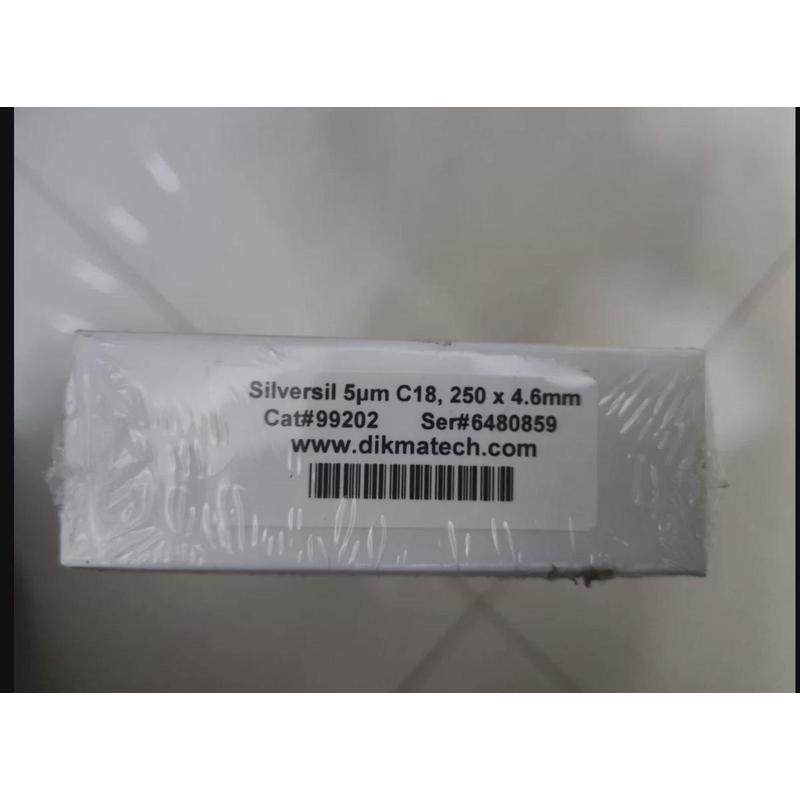 Silversil 5µm C18, 250 x 4.6mm
Cat#99202 Ser#6480859
www.dikmatech.com